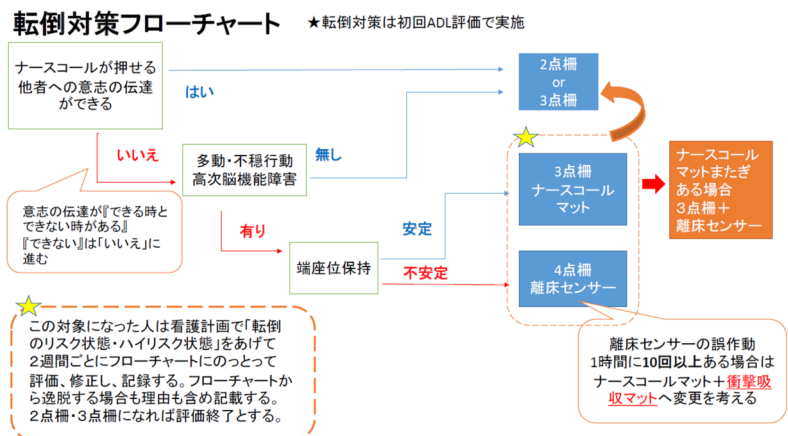 転倒対策フローチャート
★転倒対策は初回ADL評価で実施
ナースコールが押せる
他者への意志の伝達
ができる
はい
2点柵
or
3点柵
いいえ
多動・不穏行動
高次脳機能障害
無し
3点柵
ナースコール
マット
ナースコール
マットまたぎ
ある場合
3点柵＋
離床センサー
意志の伝達が『できる時と
できない時がある』
『できない』は「いいえ」に
進む
有り
端座位保持
安定
不安定
4点柵
離床センサー
この対象になった人は看護計画で「転倒
のリスク状態・ハイリスク状態」をあげて
2週間ごとにフローチャートにのっとって
評価、修正し、記録する。フローチャートから
逸脱する場合も理由も含め記載する。
2点柵・3点柵になれば評価終了とする。
離床センサーの誤作動
1時間に10回以上ある場合は
ナースコールマット＋衝撃吸
収マットへ変更を考える